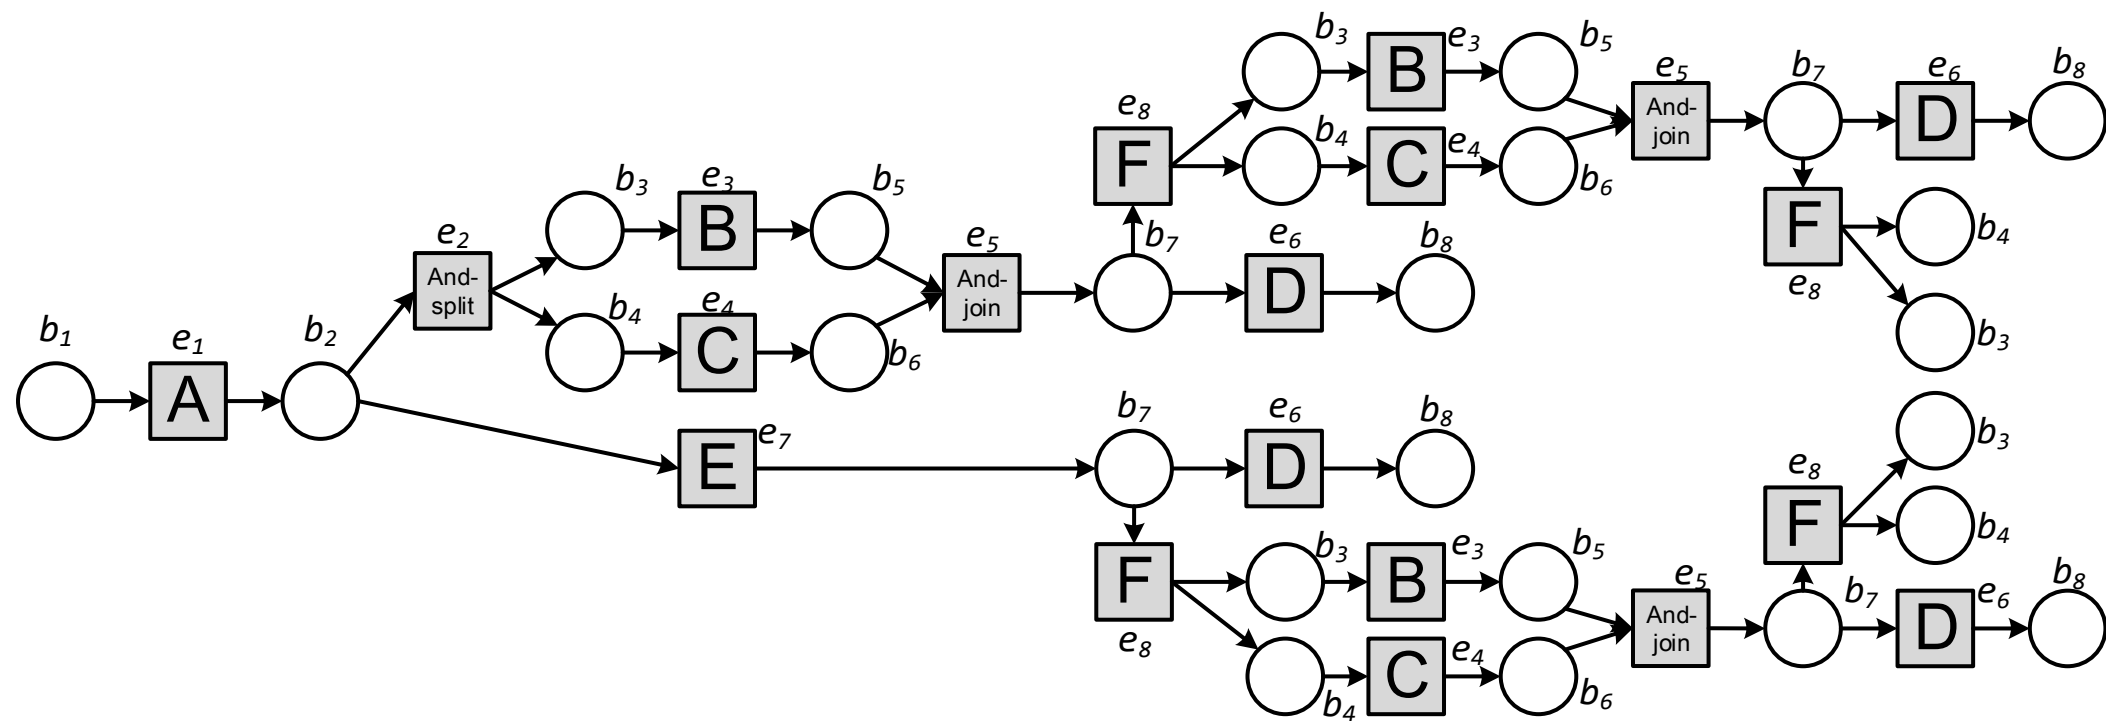 b₃ e₃ b₅
B
e₅ b₇ e₆ b₈
And-
join
D
e₈
F
b₄ e₄
C
b₆
F
e₈
b₄
b₃
b₃ e₃ b₅
B
e₂
And-
split
b₄ e₄
C
b₆
e₅
And-
join
b₇ e₆ b₈
D
b₁ e₁ b₂
A
E
e₇
b₇ e₆ b₈
D
F
e₈
b₃ e₃ b₅
B
b₄ e₄
C
b₆
e₅
And-
join
e₈
F
b₃
b₄
b₇ e₆ b₈
D